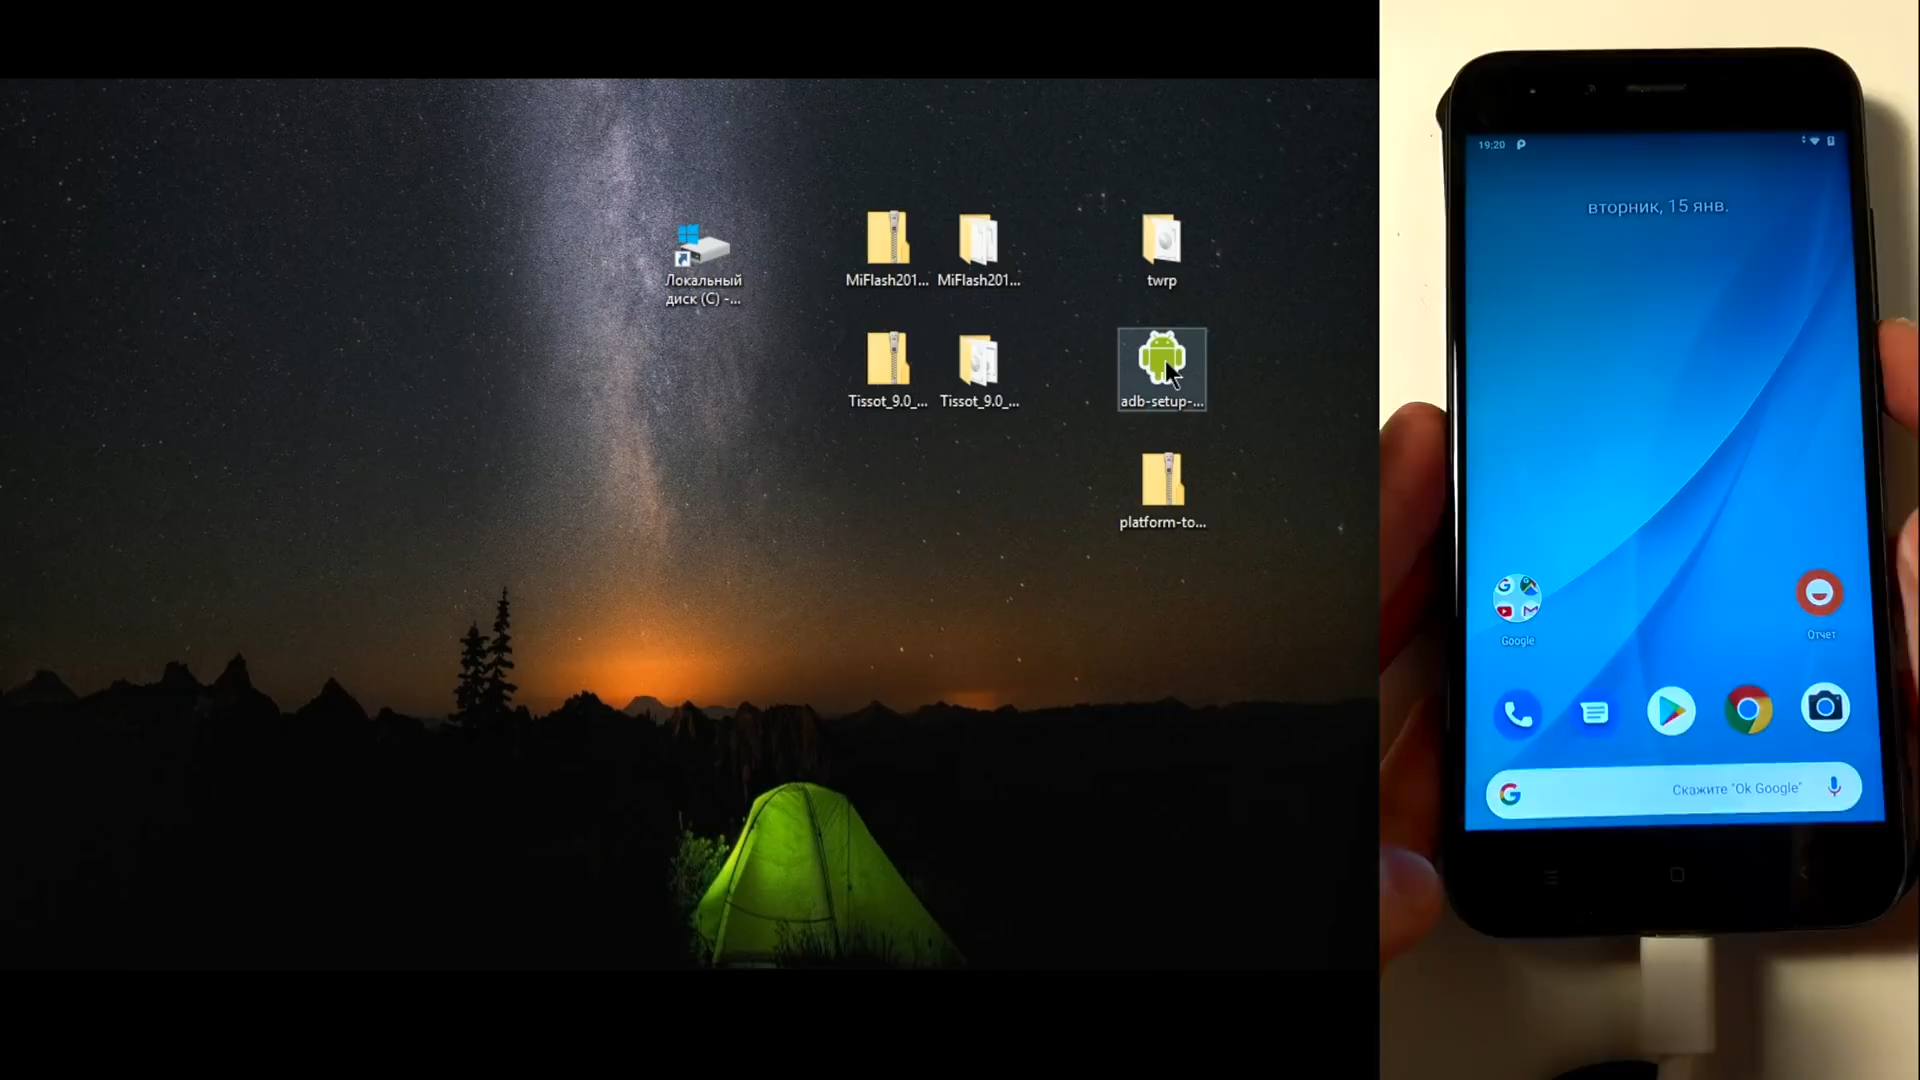 Локальный
диск (C) -...
MiFlash201...
MiFlash201...
twrp
Tissot_9.0_...
Tissot_9.0_...
adb-setup-...
platform-to...
19:20
вторник, 15 янв.
Google
Отчет
Скажите "Ok Google"